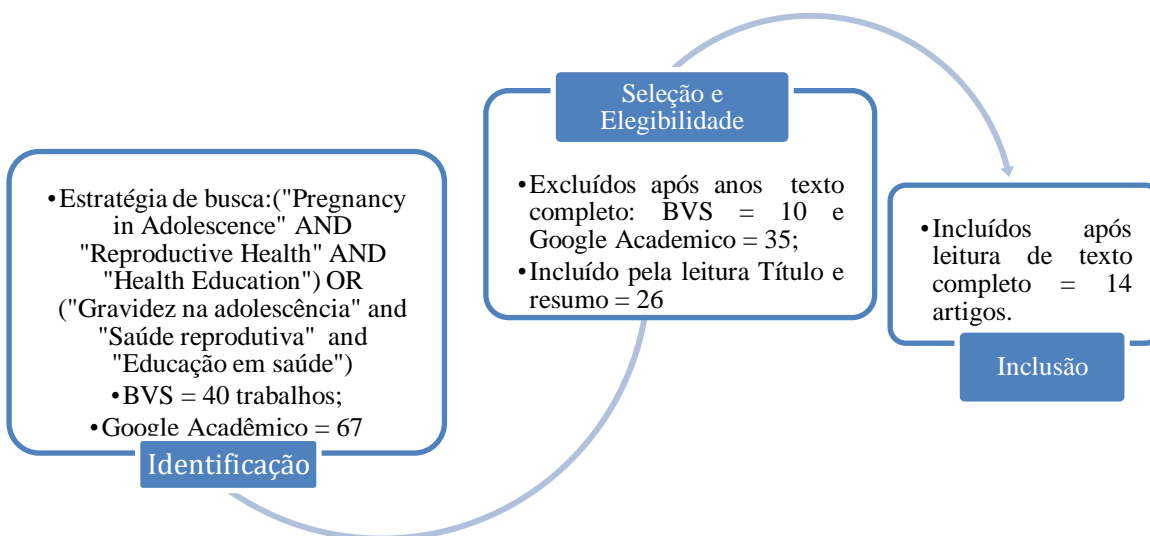 •Estratégia de busca:("Pregnancy
in Adolescence" AND
"Reproductive Health" AND
"Health Education") OR
("Gravidez na adolescência" and
"Saúde reprodutiva" and
"Educação em saúde")
•BVS = 40 trabalhos;
•Google Acadêmico = 67
Identificação
Seleção e
Elegibilidade
•Excluídos após anos texto
completo: BVS = 10 e
Google Academico = 35;
•Incluído pela leitura Título e
resumo = 26
•Incluídos após
leitura de texto
completo = 14
artigos.
Inclusão